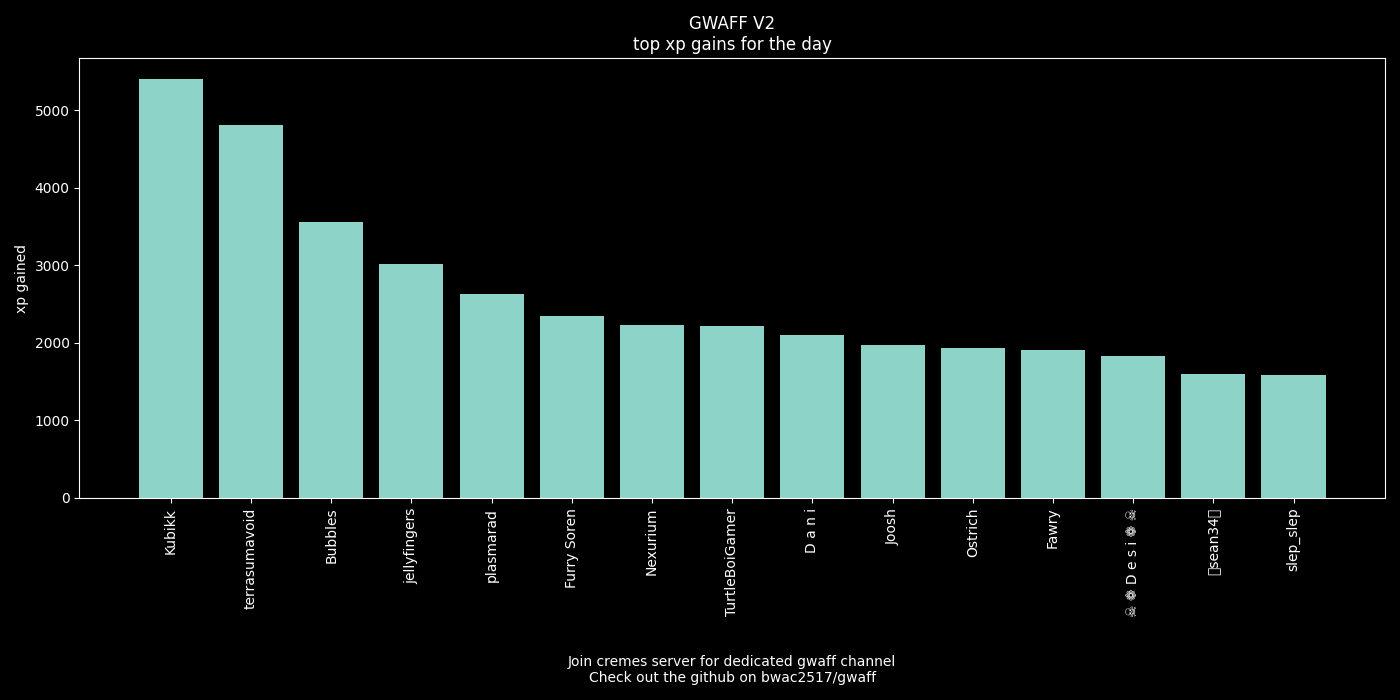 GWAFF V2
top xp gains for the day
xp gained
5000
4000
3000
2000
1000
0
Kubikk
terrasumavoid
Bubbles
jellyfingers
plasmarad
Furry Soren
Nexurium
TurtleBoiGamer
D a n i
Joosh
Ostrich
Fawry
☠ ❁ D e s i ❁ ☠
sean34
slep_slep
Join cremes server for dedicated gwaff channel
Check out the github on bwac2517/gwaff